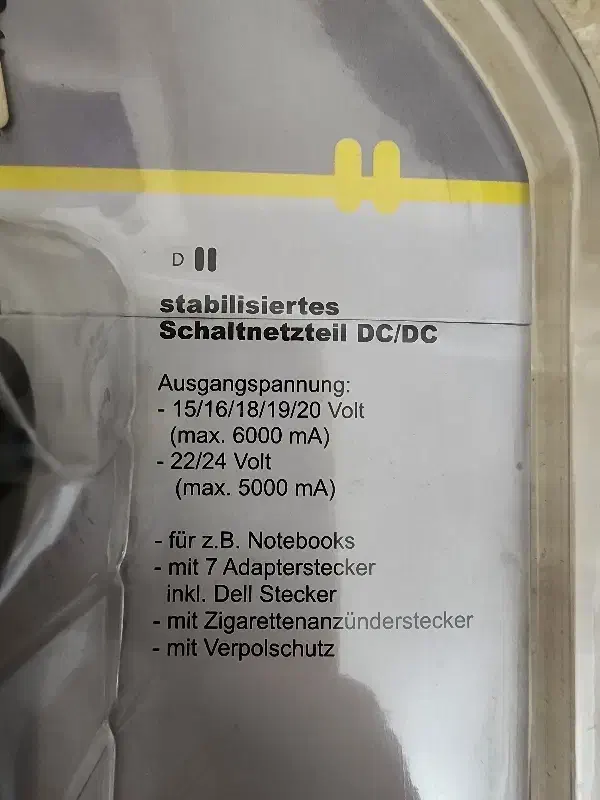 D
stabilisiertes
Schaltnetzteil DC/DC
Ausgangspannung:
- 15/16/18/19/20 Volt
(max. 6000 mA)
- 22/24 Volt
(max. 5000 mA)
- für z.B. Notebooks
- mit 7 Adapterstecker
inkl. Dell Stecker
- mit Zigarettenanzünderstecker
- mit Verpolschutz